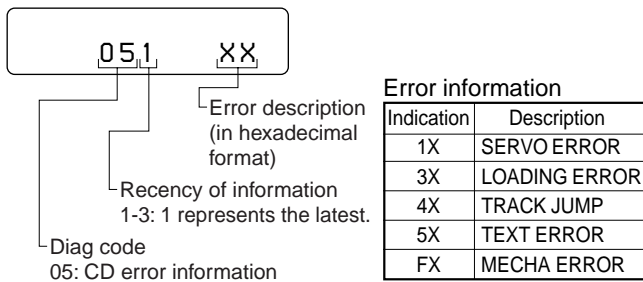 051 XX
Error description
(in hexadecimal
format)
Recency of information
1-3: 1 represents the latest.
Diag code
05: CD error information
Error information
Indication Description
1X SERVO ERROR
3X LOADING ERROR
4X TRACK JUMP
5X TEXT ERROR
FX MECHA ERROR